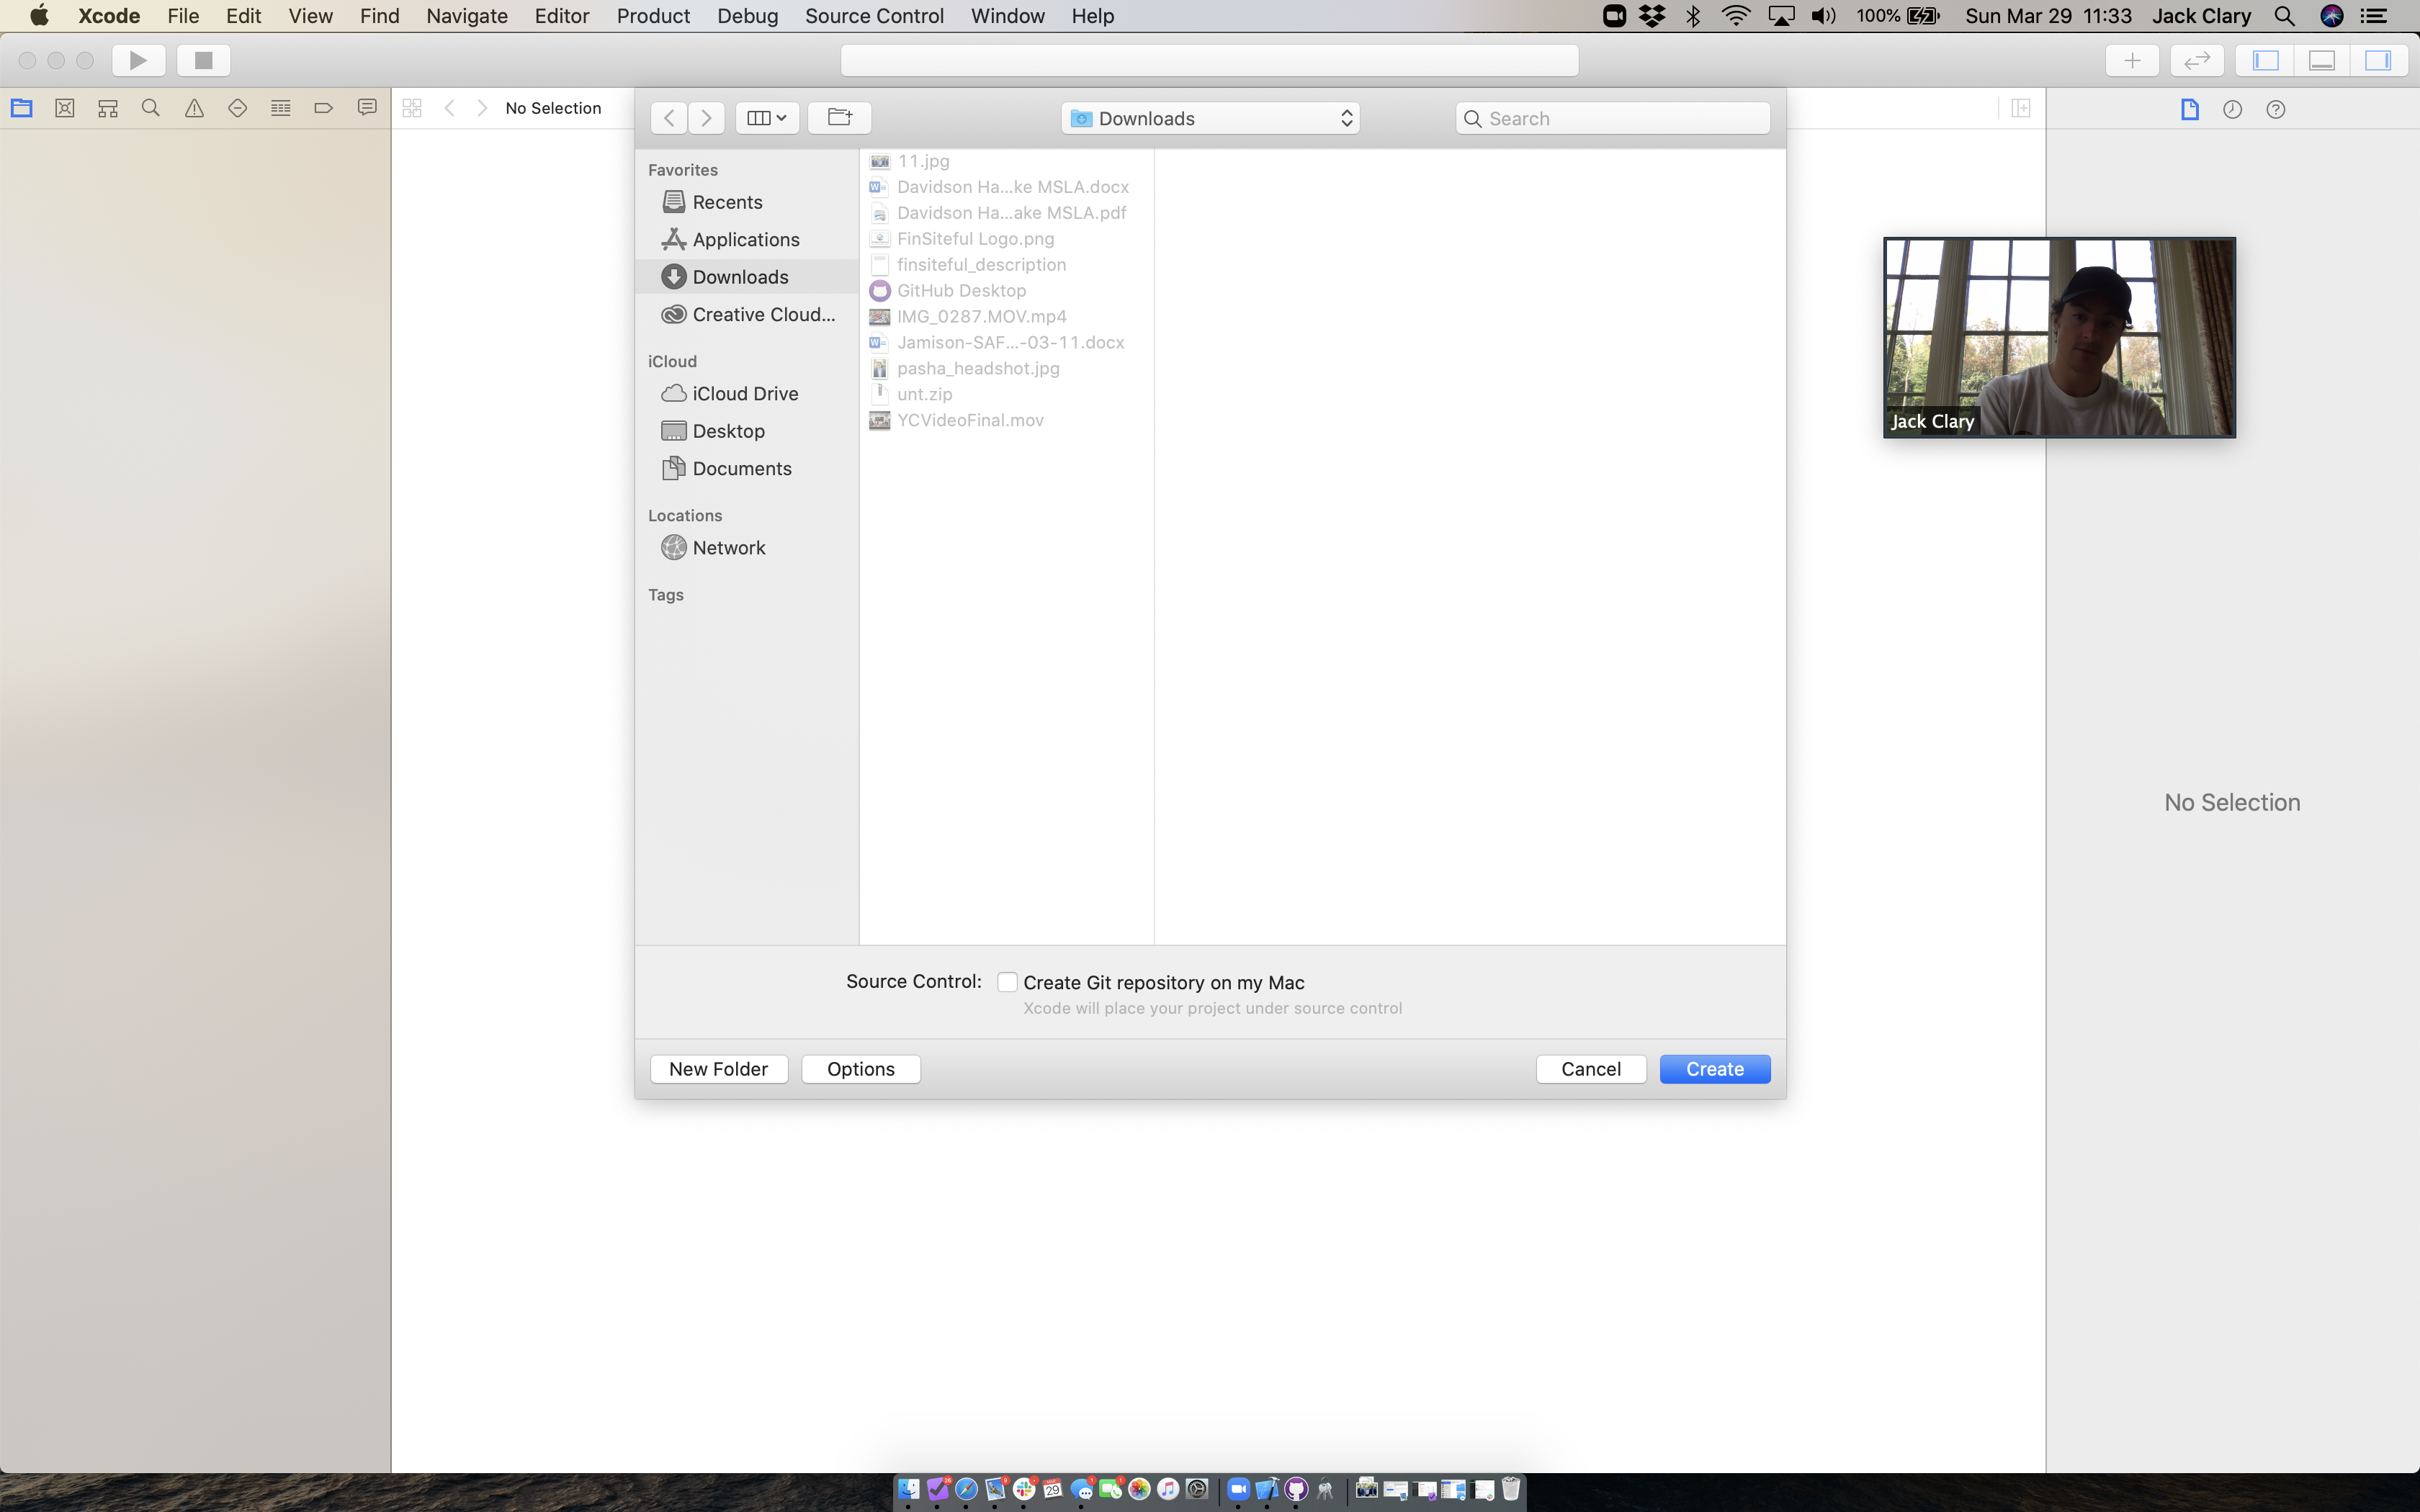 Xcode File Edit View Find Navigate Editor Product Debug Source Control Window Help 100% Sun Mar 29 11:33 Jack Clary
No Selection
Downloads
Search
Favorites
Recents
Applications
Downloads
Creative Cloud...
iCloud
iCloud Drive
Desktop
Documents
Locations
Network
Tags
11.jpg
Davidson Ha...ke MSLA.docx
Davidson Ha...ake MSLA.pdf
FinSiteful Logo.png
finsiteful_description
GitHub Desktop
IMG_0287.MOV.mp4
Jamison-SAF...-03-11.docx
pasha_headshot.jpg
unt.zip
YCVideoFinal.mov
Jack Clary
No Selection
Source Control: Create Git repository on my Mac
Xcode will place your project under source control
New Folder Options Cancel Create
29